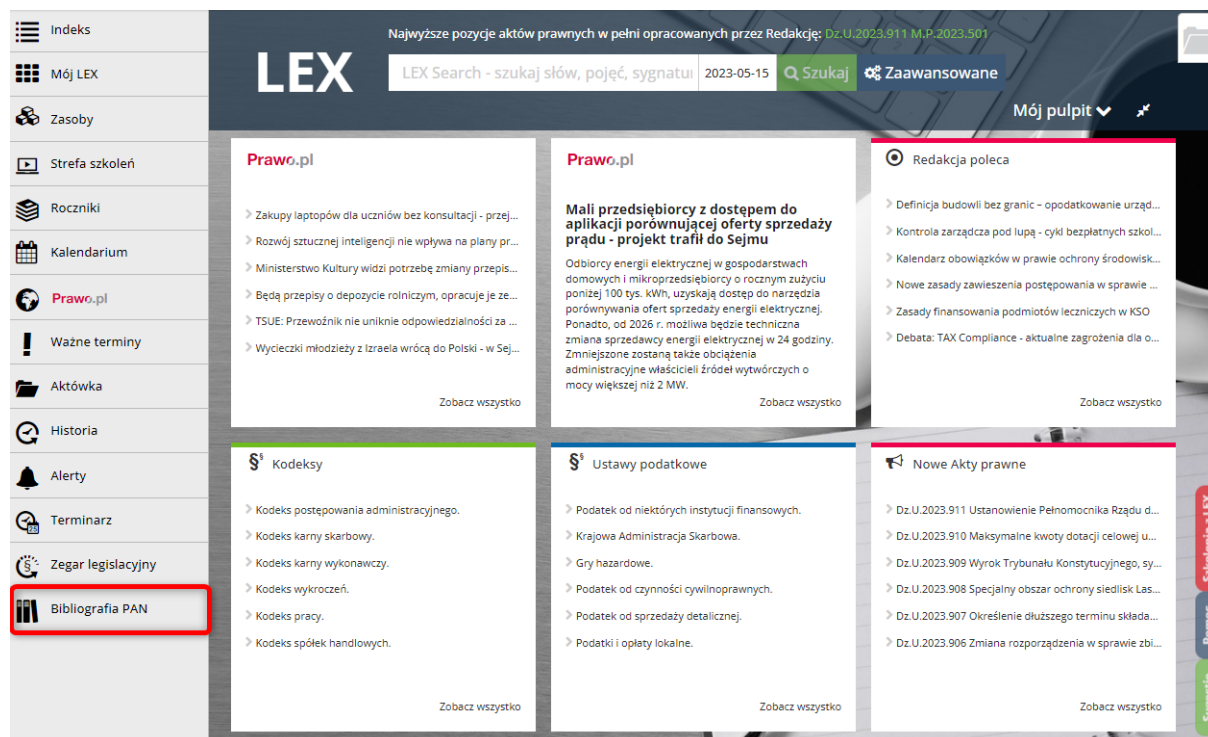 Indeks
Mój LEX
Zasoby
Strefa szkoleń
Roczniki
Kalendarium
Prawo.pl
Ważne terminy
Aktówka
Historia
Alerty
Terminarz
Zegar legislacyjny
Bibliografia PAN
LEX
Najwyższe pozycje aktów prawnych w pełni opracowanych przez Redakcję: Dz.U.2023.911 M.P.2023.501
LEX Search - szukaj słów, pojęć, sygnatu 2023-05-15 Szukaj Zaawansowane
Mój pulpit
Prawo.pl
Zakupy laptopów dla uczniów bez konsultacji - przej...
Rozwój sztucznej inteligencji nie wpływa na plany pr...
Ministerstwo Kultury widzi potrzebę zmiany przepis...
Będą przepisy o depozycie rolniczym, opracuje je ze...
TSUE: Przewoźnik nie uniknie odpowiedzialności za ...
Wycieczki młodzieży z Izraela wrócą do Polski - w Sej...
Zobacz wszystko
Prawo.pl
Mali przedsiębiorcy z dostępem do
aplikacji porównującej oferty sprzedaży
prądu - projekt trafił do Sejmu
Odbiorcy energii elektrycznej w gospodarstwach
domowych i mikroprzedsiębiorcy o rocznym zużyciu
poniżej 100 tys. kWh, uzyskają dostęp do narzędzia
porównywania ofert sprzedaży energii elektrycznej.
Ponadto, od 2026 r. możliwa będzie techniczna
zmiana sprzedawcy energii elektrycznej w 24 godziny.
Zmniejszone zostaną także obciążenia
administracyjne właścicieli źródeł wytwórczych o
mocy większej niż 2 MW.
Zobacz wszystko
Redakcja poleca
Definicja budowli bez granic – opodatkowanie urząd...
Kontrola zarządcza pod lupą - cykl bezpłatnych szkol...
Kalendarz obowiązków w prawie ochrony środowisk...
Nowe zasady zawieszenia postępowania w sprawie ...
Zasady finansowania podmiotów leczniczych w KSO
Debata: TAX Compliance - aktualne zagrożenia dla o...
Zobacz wszystko
§§ Kodeksy
Kodeks postępowania administracyjnego.
Kodeks karny skarbowy.
Kodeks karny wykonawczy.
Kodeks wykroczeń.
Kodeks pracy.
Kodeks spółek handlowych.
Zobacz wszystko
§§ Ustawy podatkowe
Podatek od niektórych instytucji finansowych.
Krajowa Administracja Skarbowa.
Gry hazardowe.
Podatek od czynności cywilnoprawnych.
Podatek od sprzedaży detalicznej.
Podatki i opłaty lokalne.
Zobacz wszystko
Nowe Akty prawne
Dz.U.2023.911 Ustanowienie Pełnomocnika Rządu d...
Dz.U.2023.910 Maksymalne kwoty dotacji celowej u...
Dz.U.2023.909 Wyrok Trybunału Konstytucyjnego, sy...
Dz.U.2023.908 Specjalny obszar ochrony siedlisk Las...
Dz.U.2023.907 Określenie dłuższego terminu składa...
Dz.U.2023.906 Zmiana rozporządzenia w sprawie zbi...
Zobacz wszystko